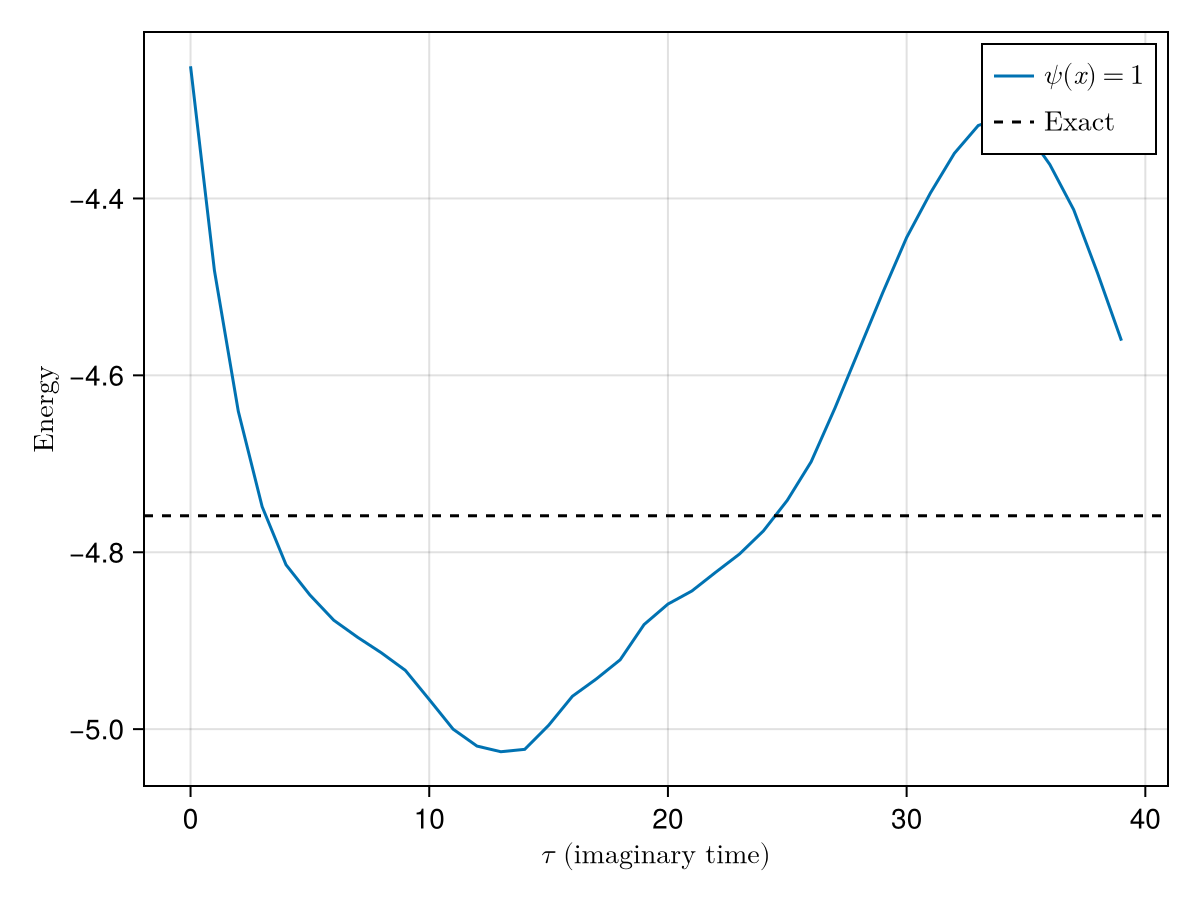 ψ(x) = 1
Exact
−4.4
−4.6
−4.8
−5.0
Energy
0 10 20 30 40
τ (imaginary time)